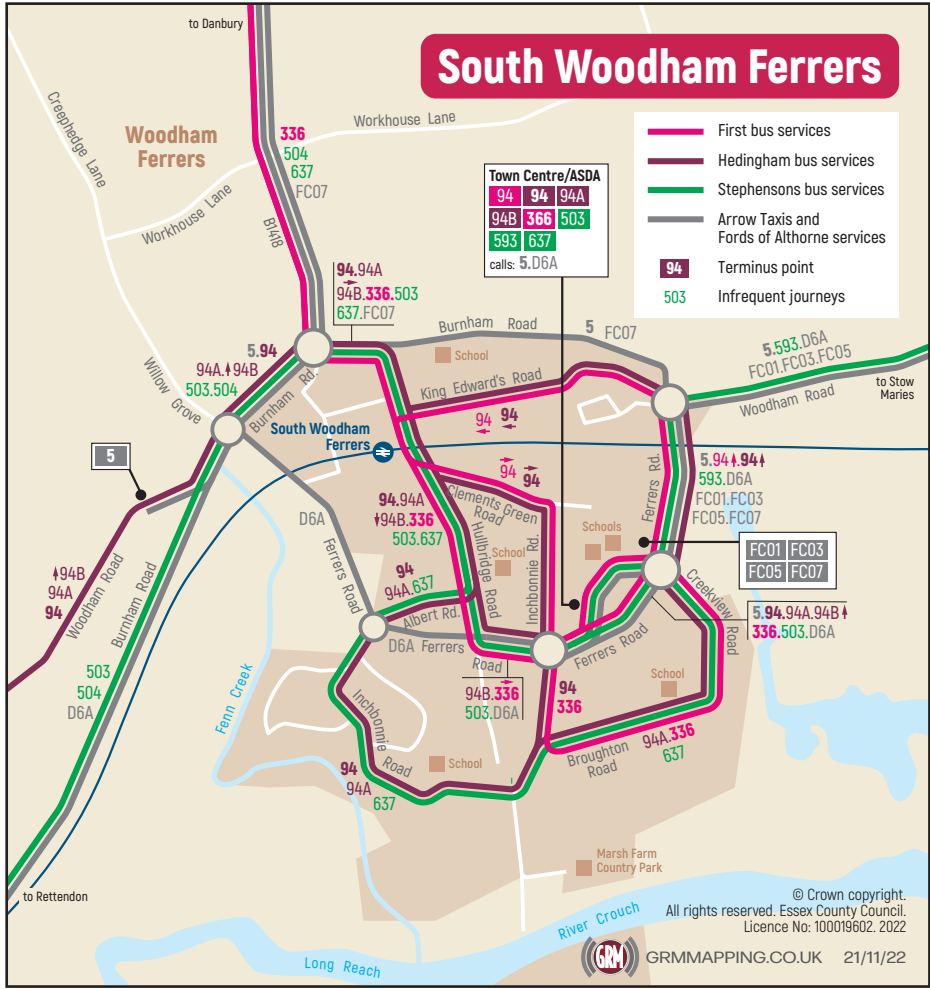 to Danbury
South Woodham Ferrers
Creephedge Lane
Woodham
Ferrers
Workhouse Lane
Workhouse Lane
B1418
336
504
637
FC07
First bus services
Hedingham bus services
Stephensons bus services
Arrow Taxis and
Fords of Althorne services
94 Terminus point
503 Infrequent journeys
Town Centre/ASDA
94 94 94A
94B 366 503
593 637
calls: 5.D6A
94.94A
→
94B.336.503
637.FC07
Burnham Road
5 FC07
School
King Edward's Road
94 94
← ←
5.593.D6A
FC01.FC03.FC05
Woodham Road
to Stow
Maries
5.94
94A.↑94B
503.504
Burnham Rd.
Willow Grove
South Woodham
Ferrers
5
→ →
94 94
Clements Green
Road
94.94A
↓94B.336
503.637
Hullbridge Road
School
Inchbonnie Rd.
Schools
Ferrers Rd.
5.94↑.94↑
593.D6A
FC01.FC03
FC05.FC07
FC01 FC03
FC05 FC07
D6A
Ferrers Road
94
94A.637
Albert Rd.
D6A Ferrers
Road
→
94B.336
503.D6A
Ferrers Road
Creekview Road
5.94.94A.94B↑
336.503.D6A
↑94B
94A
94
Woodham Road
Burnham Road
503
504
D6A
Fenn Creek
Inchbonnie Road
94
94A
637
School
94
336
School
94A.336
637
Broughton
Road
Marsh Farm
Country Park
to Rettendon
River Crouch
Long Reach
© Crown copyright.
All rights reserved. Essex County Council.
Licence No: 100019602. 2022
GRM GRMMAPPING.CO.UK 21/11/22